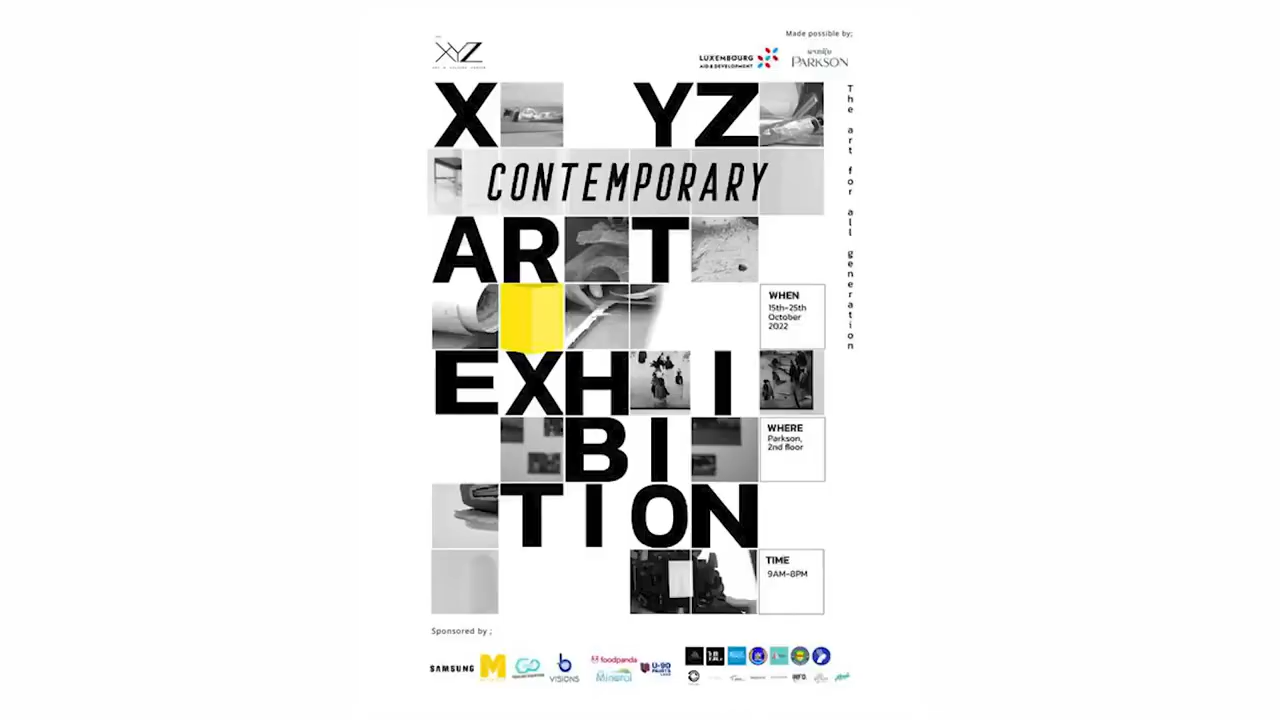 Made possible by;
XYZ
LUXEMBOURG
AID & DEVELOPMENT
PARKSON
X YZ
CONTEMPORARY
ART
The art for all generation
WHEN
15th-25th
October
2022
EXHI
WHERE
Parkson,
2nd floor
BI
TION
TIME
9AM-8PM
Sponsored by ;
SAMSUNG
M
VISIONS
foodpanda
Mineral
U-90